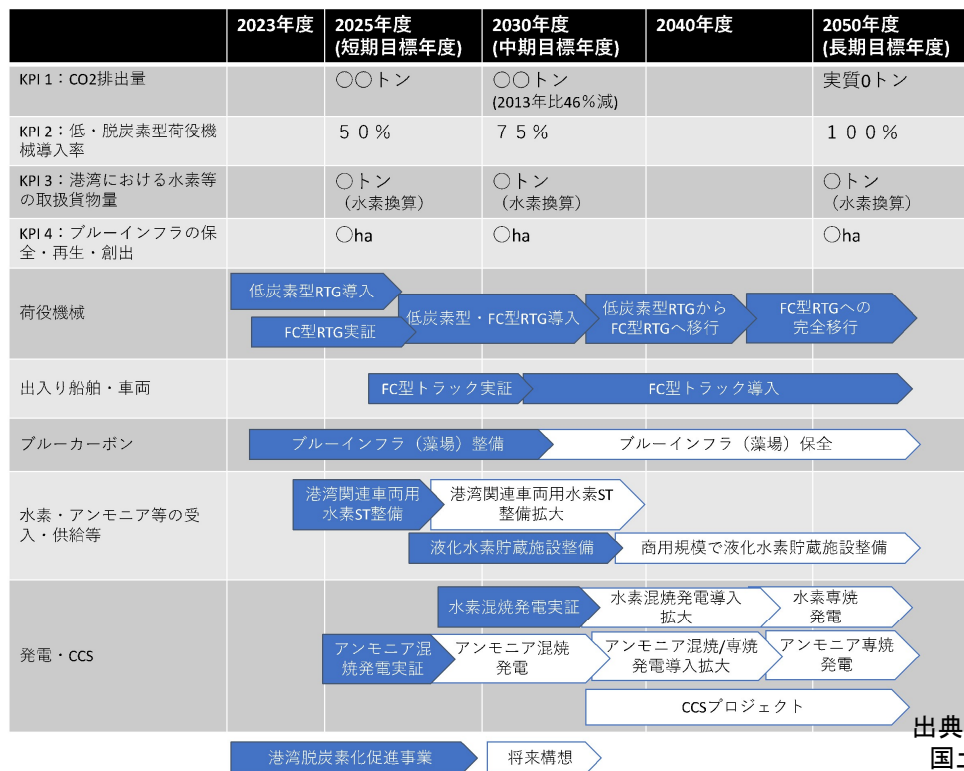 2023年度
2025年度
(短期目標年度)
2030年度
(中期目標年度)
2040年度
2050年度
(長期目標年度)
KPI 1：CO2排出量
○○トン
○○トン
(2013年比46％減)
実質0トン
KPI 2：低・脱炭素型荷役機
械導入率
５０％
７５％
１００％
KPI 3：港湾における水素等
の取扱貨物量
○トン
（水素換算）
○トン
（水素換算）
○トン
（水素換算）
KPI 4：ブルーインフラの保
全・再生・創出
○ha
○ha
○ha
荷役機械
低炭素型RTG導入
FC型RTG実証
低炭素型・FC型RTG導入
低炭素型RTGから
FC型RTGへ移行
FC型RTGへの
完全移行
出入り船舶・車両
FC型トラック実証
FC型トラック導入
ブルーカーボン
ブルーインフラ（藻場）整備
ブルーインフラ（藻場）保全
水素・アンモニア等の受
入・供給等
港湾関連車両用
水素ST整備
港湾関連車両用水素ST
整備拡大
液化水素貯蔵施設整備
商用規模で液化水素貯蔵施設整備
発電・CCS
水素混焼発電実証
水素混焼発電導入
拡大
水素専焼
発電
アンモニア混
焼発電実証
アンモニア混焼
発電
アンモニア混焼/専焼
発電導入拡大
アンモニア専焼
発電
CCSプロジェクト
港湾脱炭素化促進事業
将来構想
出典
国